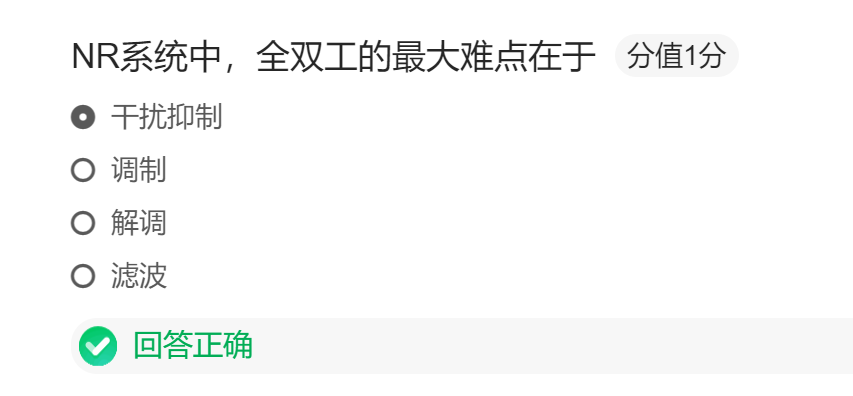 NR系统中，全双工的最大难点在于 分值1分
干扰抑制
调制
解调
滤波
回答正确